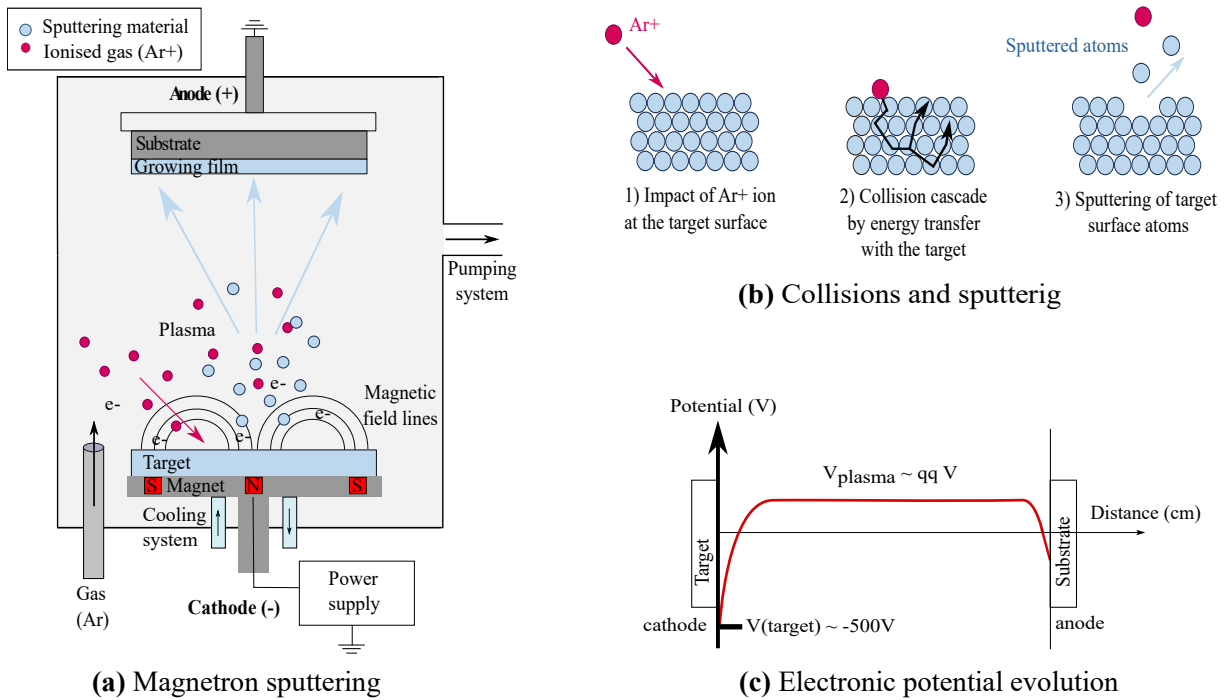 Sputtering material
Ionised gas (Ar+)
Anode (+)
Substrate
Growing film
Pumping
system
Plasma
e-
Magnetic
field lines
e-
e-
e-
e-
Target
S
Magnet
N
S
Cooling
system
Gas
(Ar)
Cathode (-)
Power
supply
(a) Magnetron sputtering
Ar+
1) Impact of Ar+ ion
at the target surface
2) Collision cascade
by energy transfer
with the target
Sputtered atoms
3) Sputtering of target
surface atoms
(b) Collisions and sputterig
Potential (V)
Vplasma ~ qq V
Distance (cm)
Target
Substrate
cathode
V(target) ~ -500V
anode
(c) Electronic potential evolution